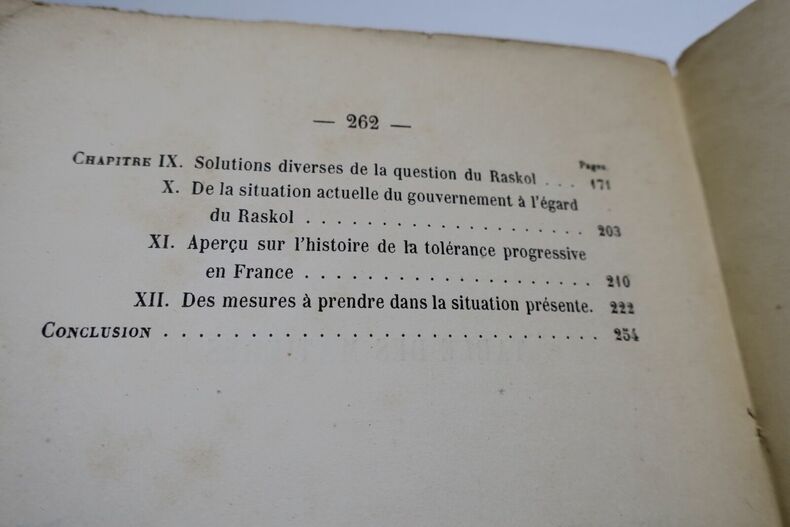 — 262 —
Pages.
CHAPITRE IX. Solutions diverses de la question du Raskol . . . 171
X. De la situation actuelle du gouvernement à l'égard
du Raskol . . . . . . . . . . . . . . . . . . 203
XI. Aperçu sur l'histoire de la tolérance progressive
en France . . . . . . . . . . . . . . . . . . 210
XII. Des mesures à prendre dans la situation présente. 222
CONCLUSION . . . . . . . . . . . . . . . . . . . . . . . . . . 254